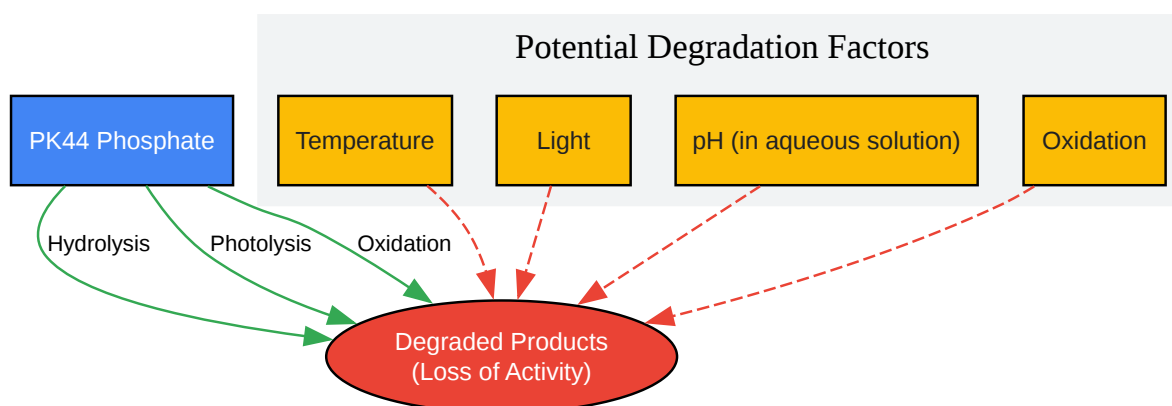 Potential Degradation Factors
PK44 Phosphate
Temperature
Light
pH (in aqueous solution)
Oxidation
Hydrolysis
Photolysis
Oxidation
Degraded Products
(Loss of Activity)